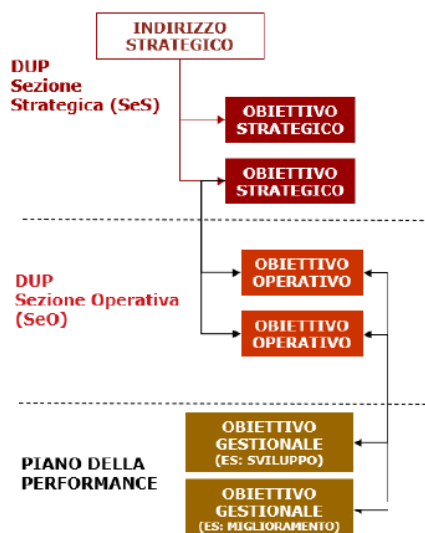 INDIRIZZO
STRATEGICO
DUP
Sezione
Strategica (SeS)
OBIETTIVO
STRATEGICO
OBIETTIVO
STRATEGICO
DUP
Sezione Operativa
(SeO)
OBIETTIVO
OPERATIVO
OBIETTIVO
OPERATIVO
PIANO DELLA
PERFORMANCE
OBIETTIVO
GESTIONALE
(ES: SVILUPPO)
OBIETTIVO
GESTIONALE
(ES: MIGLIORAMENTO)